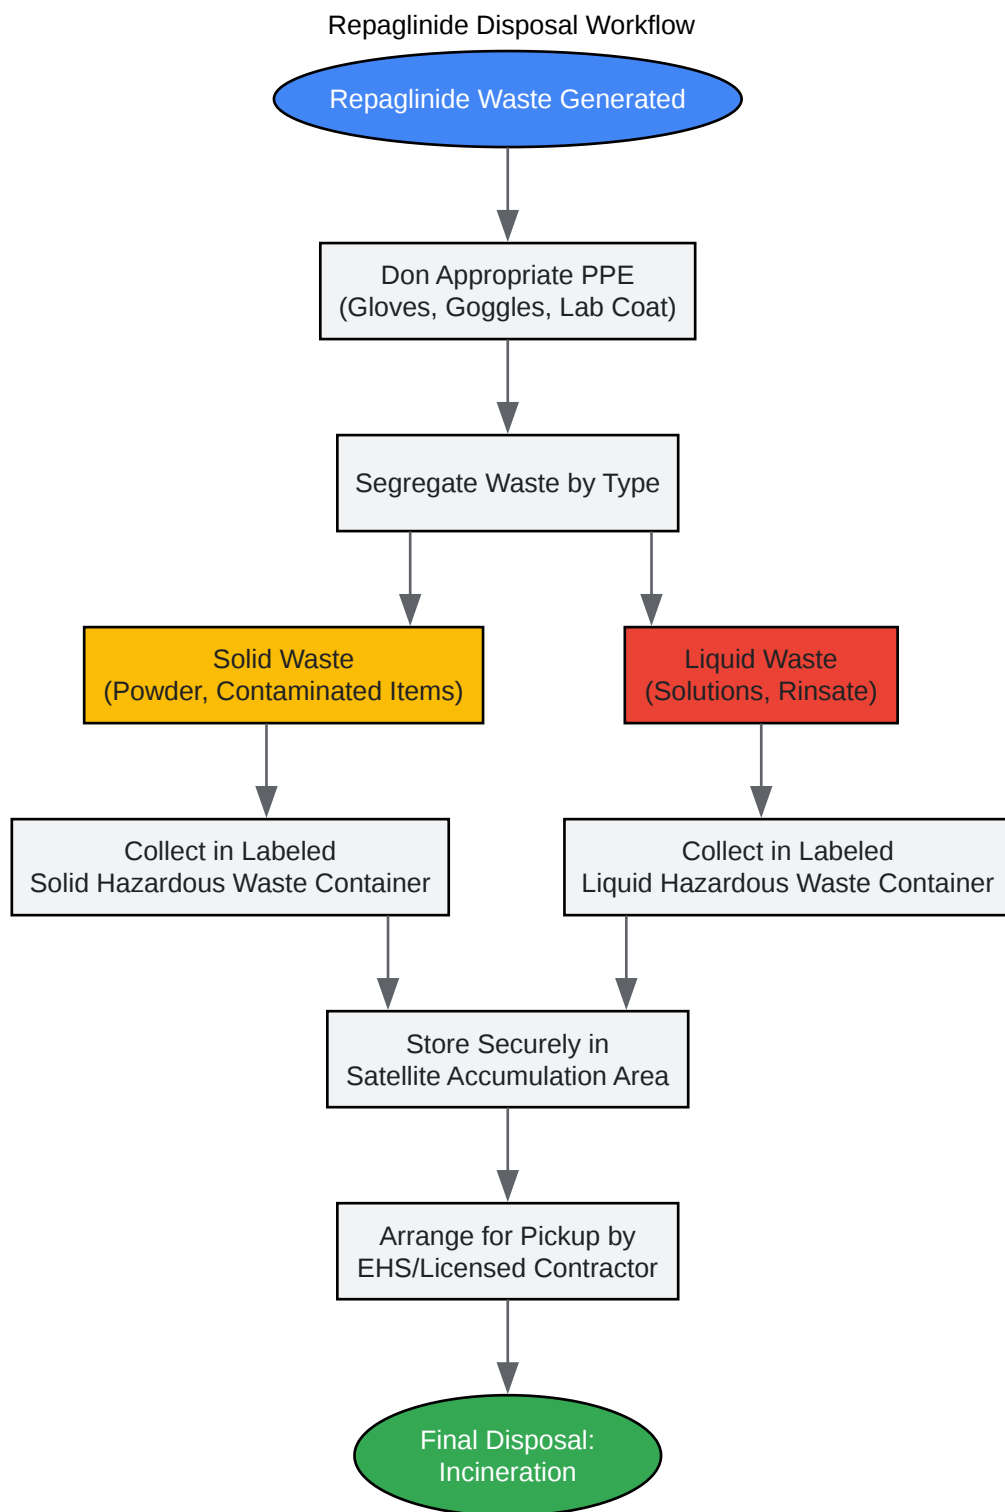 Repaglinide Disposal Workflow
Repaglinide Waste Generated
Don Appropriate PPE
(Gloves, Goggles, Lab Coat)
Segregate Waste by Type
Solid Waste
(Powder, Contaminated Items)
Liquid Waste
(Solutions, Rinsate)
Collect in Labeled
Solid Hazardous Waste Container
Collect in Labeled
Liquid Hazardous Waste Container
Store Securely in
Satellite Accumulation Area
Arrange for Pickup by
EHS/Licensed Contractor
Final Disposal:
Incineration